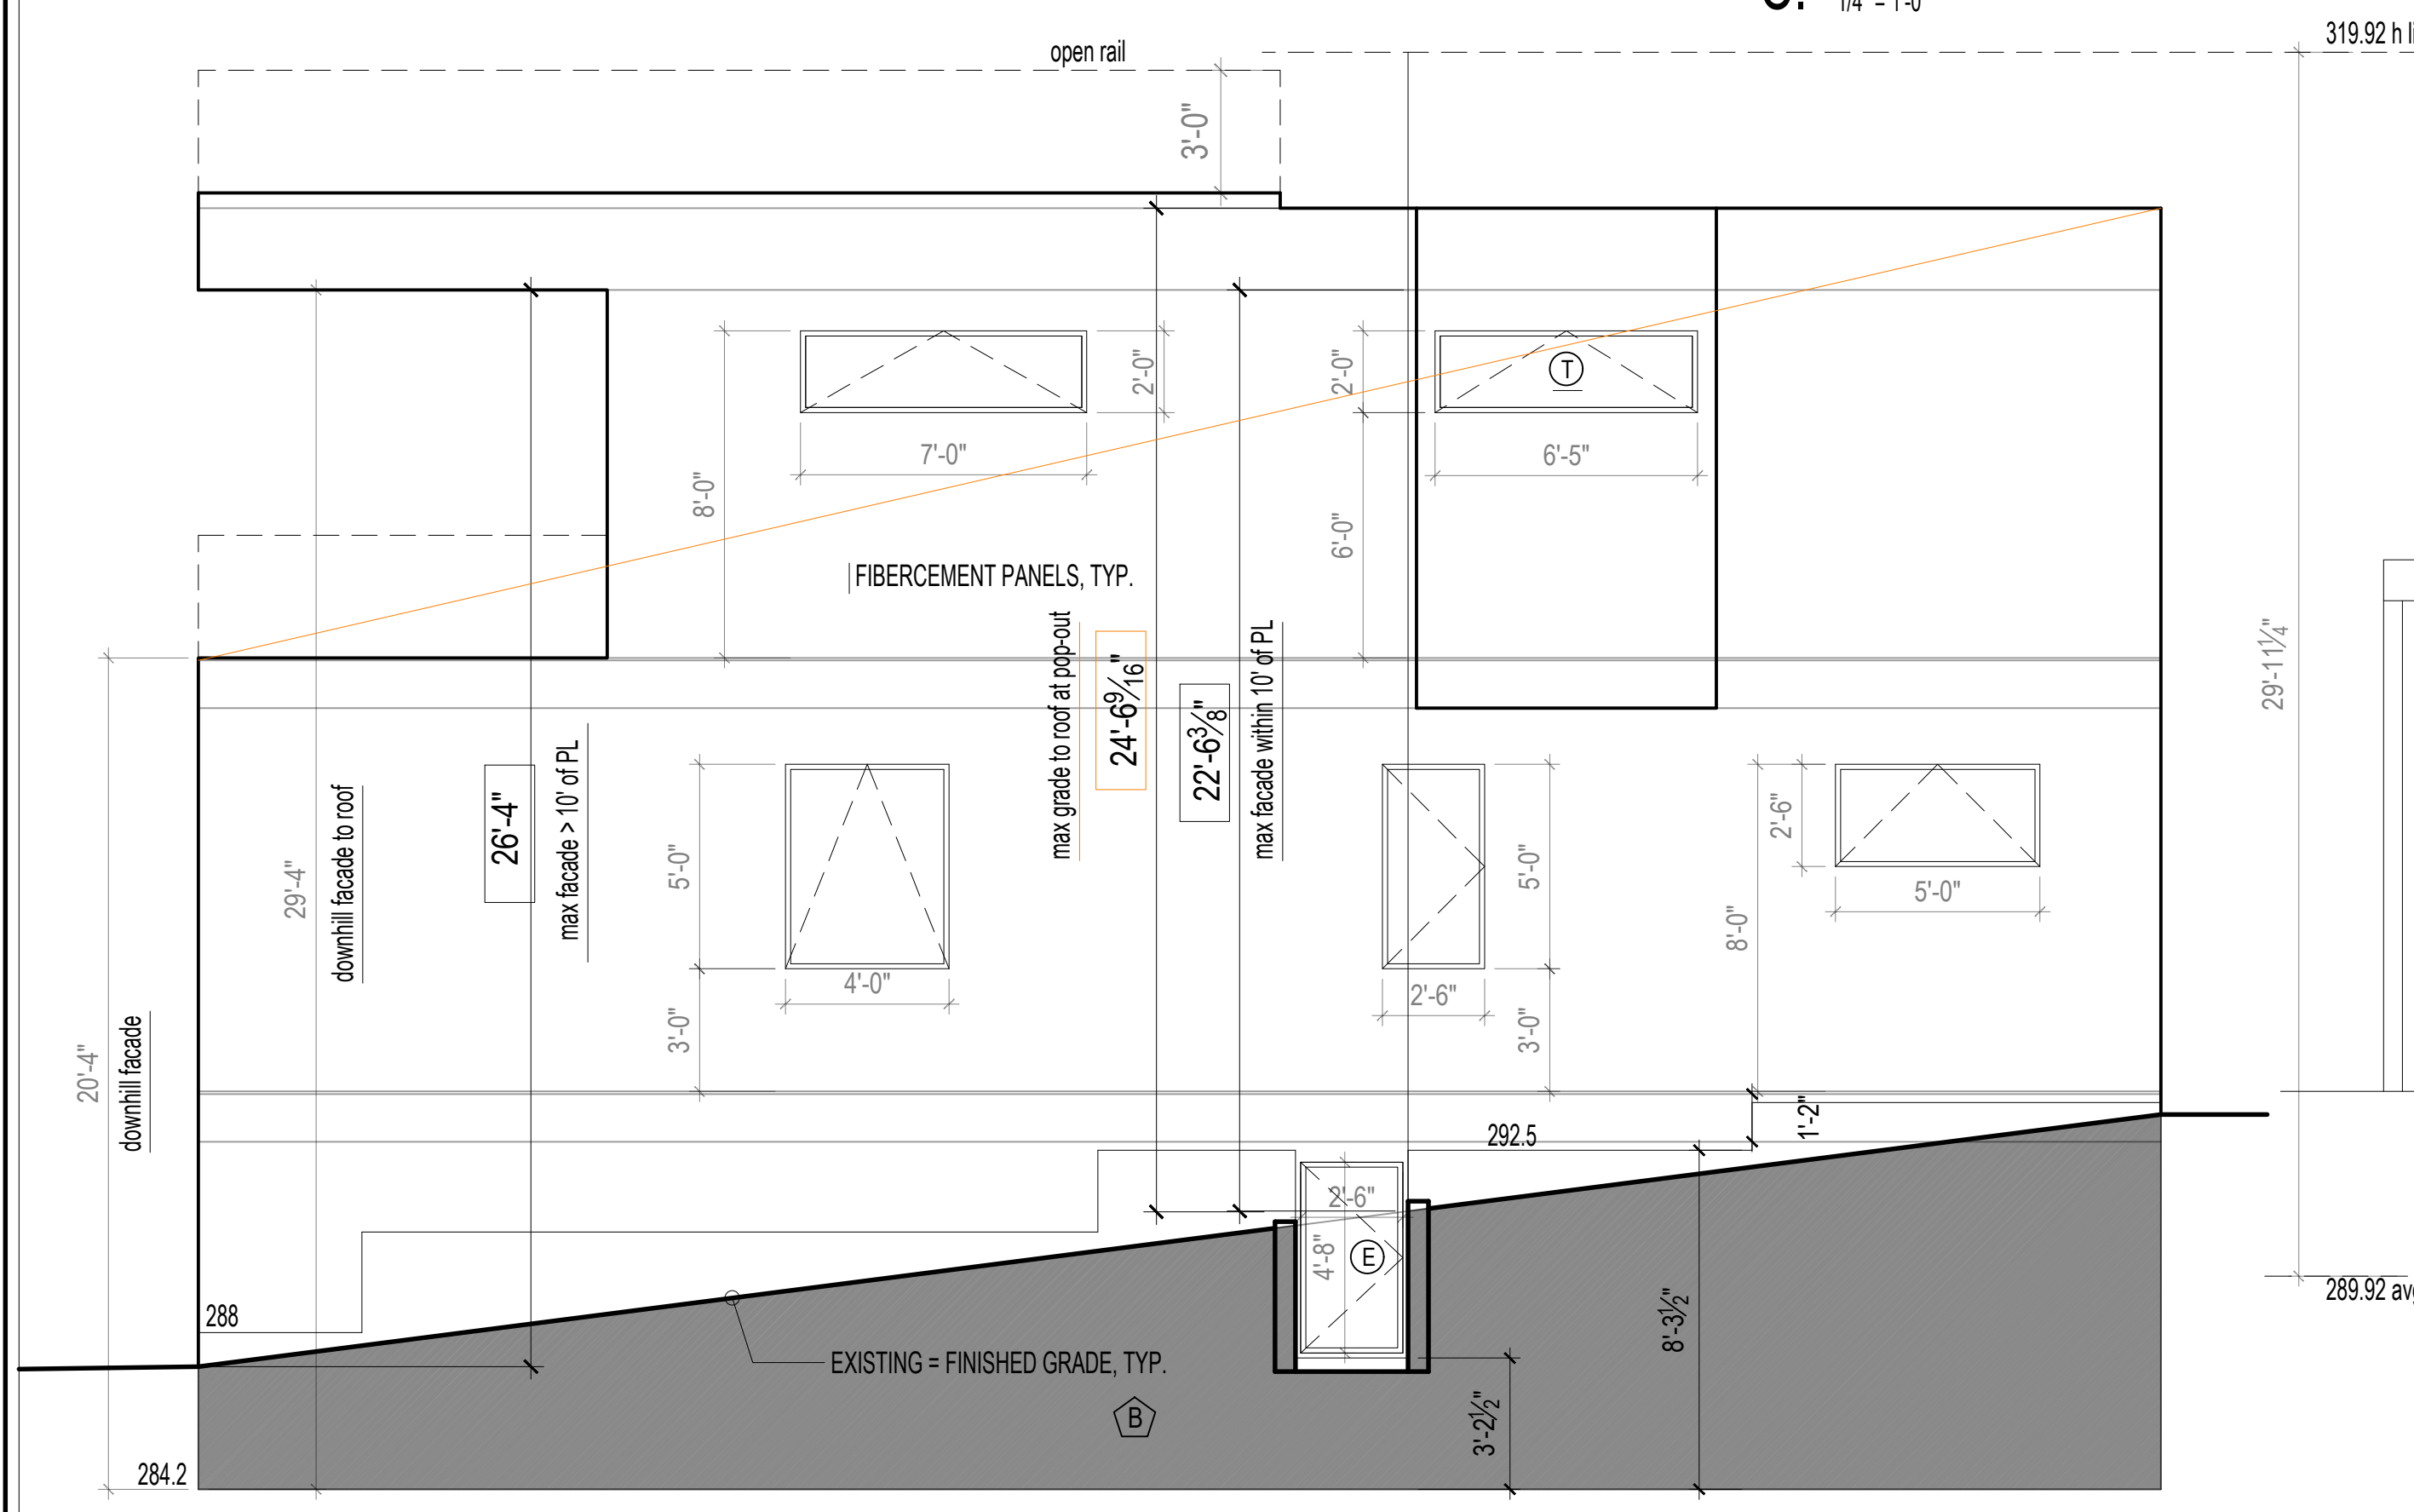 1/4" = 1'-0"
319.92 h li
open rail
3'-0"
2'-0"
2'-0"
T
7'-0"
6'-5"
8'-0"
6'-0"
FIBERCEMENT PANELS, TYP.
max grade to roof at pop-out
24'-6 9/16"
22'-6 3/8"
max facade within 10' of PL
29'-11 1/4"
26'-4"
max facade > 10' of PL
29'-4"
downhill facade to roof
5'-0"
5'-0"
2'-6"
5'-0"
8'-0"
4'-0"
2'-6"
3'-0"
3'-0"
20'-4"
downhill facade
1'-2"
292.5
2'-6"
4'-8"
E
288
289.92 avg
8'-3 1/2"
EXISTING = FINISHED GRADE, TYP.
B
3'-2 1/2"
284.2